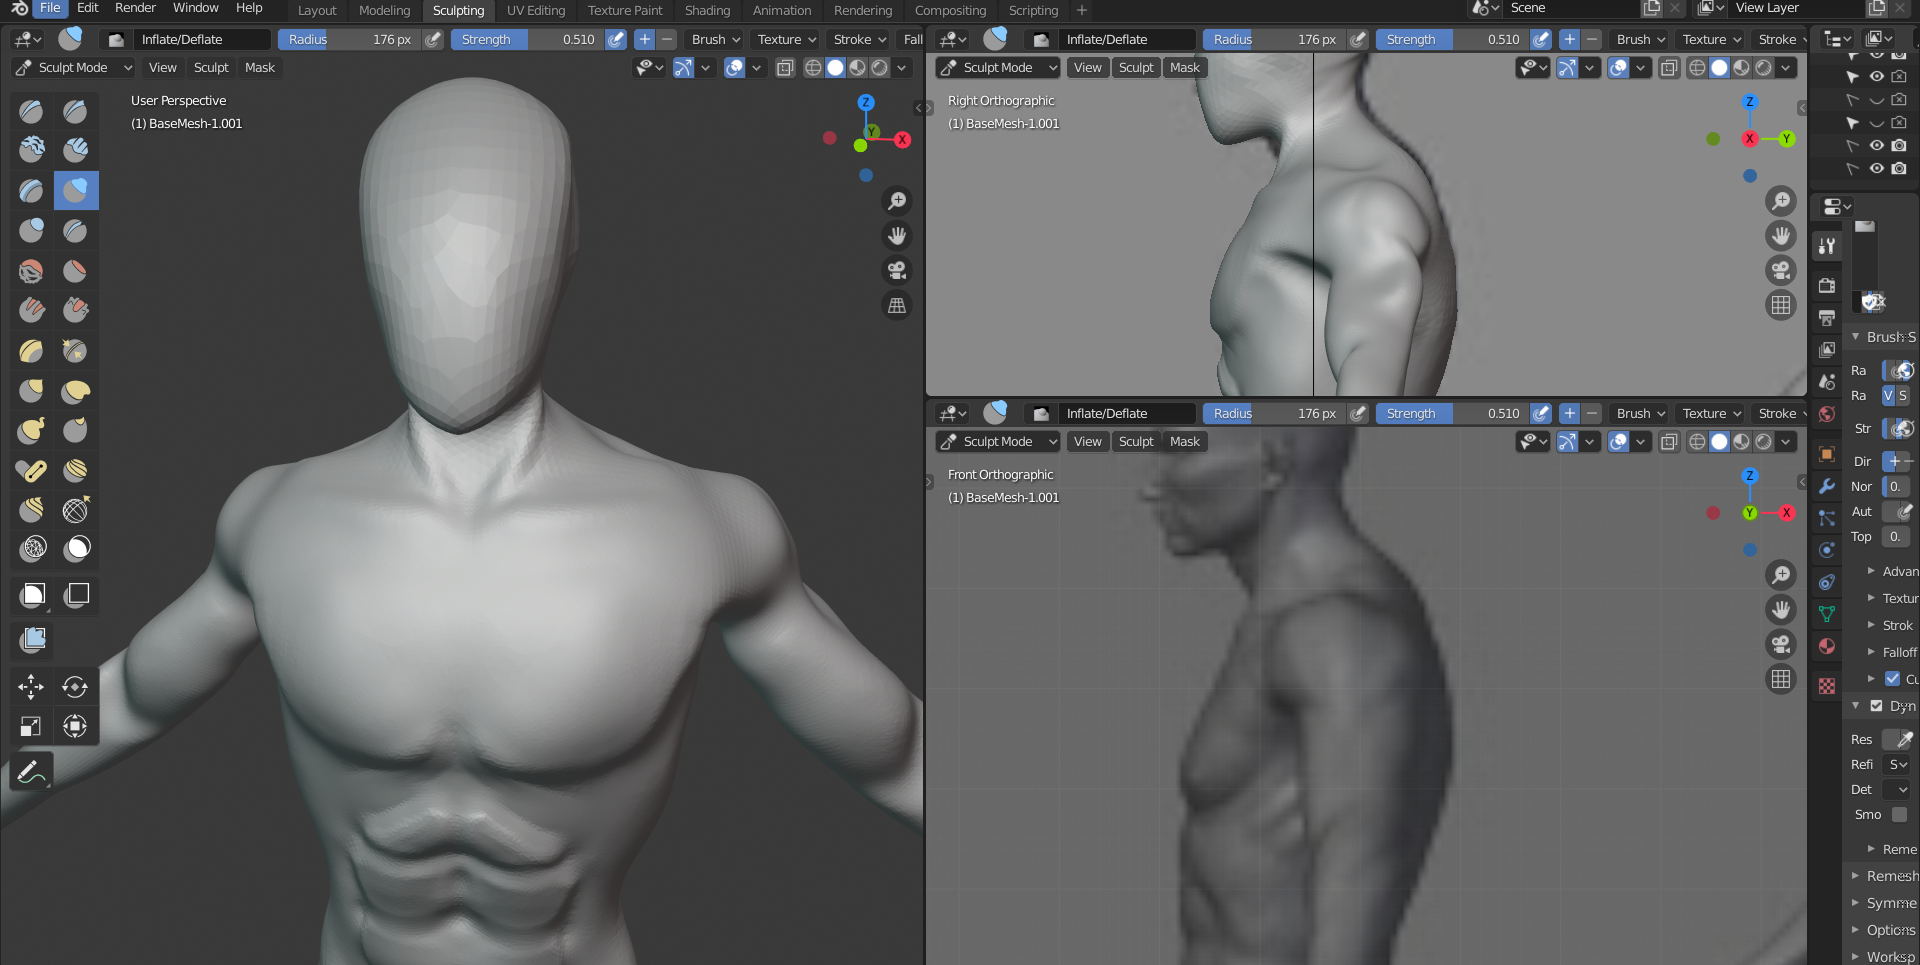 File Edit Render Window Help Layout Modeling Sculpting UV Editing Texture Paint Shading Animation Rendering Compositing Scripting + Scene View Layer
Inflate/Deflate Radius 176 px Strength 0.510 + − Brush Texture Stroke Fall
Sculpt Mode View Sculpt Mask
User Perspective
(1) BaseMesh-1.001
Z
Y
X
Inflate/Deflate Radius 176 px Strength 0.510 + − Brush Texture Stroke
Sculpt Mode View Sculpt Mask
Right Orthographic
(1) BaseMesh-1.001
Z
X Y
Inflate/Deflate Radius 176 px Strength 0.510 + − Brush Texture Stroke
Sculpt Mode View Sculpt Mask
Front Orthographic
(1) BaseMesh-1.001
Z
Y X
Brush S
Ra
Ra V S
Str
Dir + −
Nor 0.
Aut
Top 0.
Advan
Textur
Strok
Falloff
Cu
Dyn
Res
Refi S
Det
Smo
Reme
Remesh
Symme
Options
Worksp